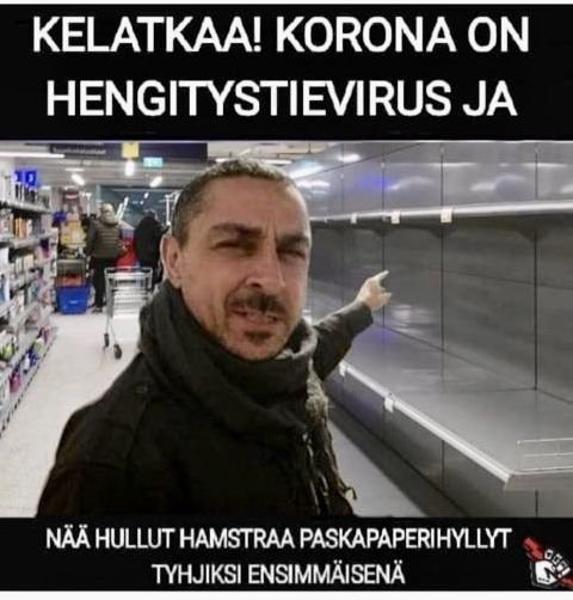 KELATKAA! KORONA ON
HENGITYSTIEVIRUS JA
NÄÄ HULLUT HAMSTRAA PASKAPAPERIHYLLYT
TYHJIKSI ENSIMMÄISENÄ